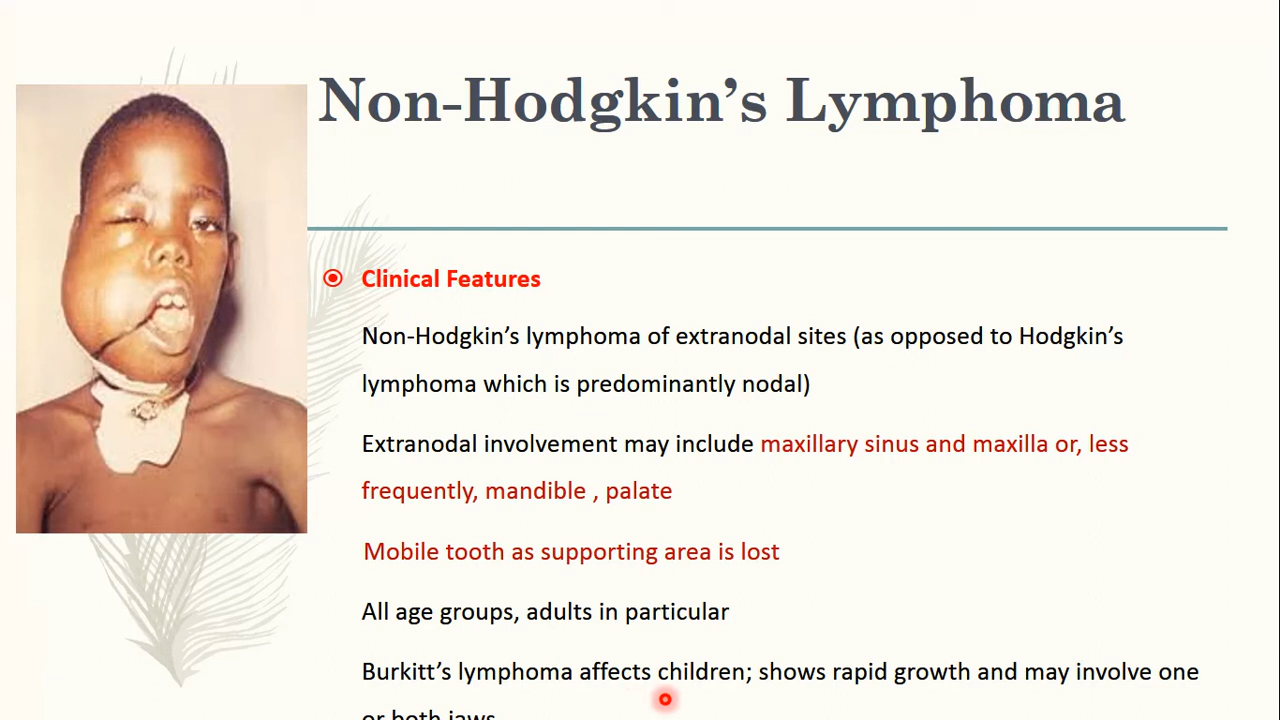 Non-Hodgkin’s Lymphoma
Clinical Features
Non-Hodgkin’s lymphoma of extranodal sites (as opposed to Hodgkin’s
lymphoma which is predominantly nodal)
Extranodal involvement may include maxillary sinus and maxilla or, less
frequently, mandible , palate
Mobile tooth as supporting area is lost
All age groups, adults in particular
Burkitt’s lymphoma affects children; shows rapid growth and may involve one
or both jaws